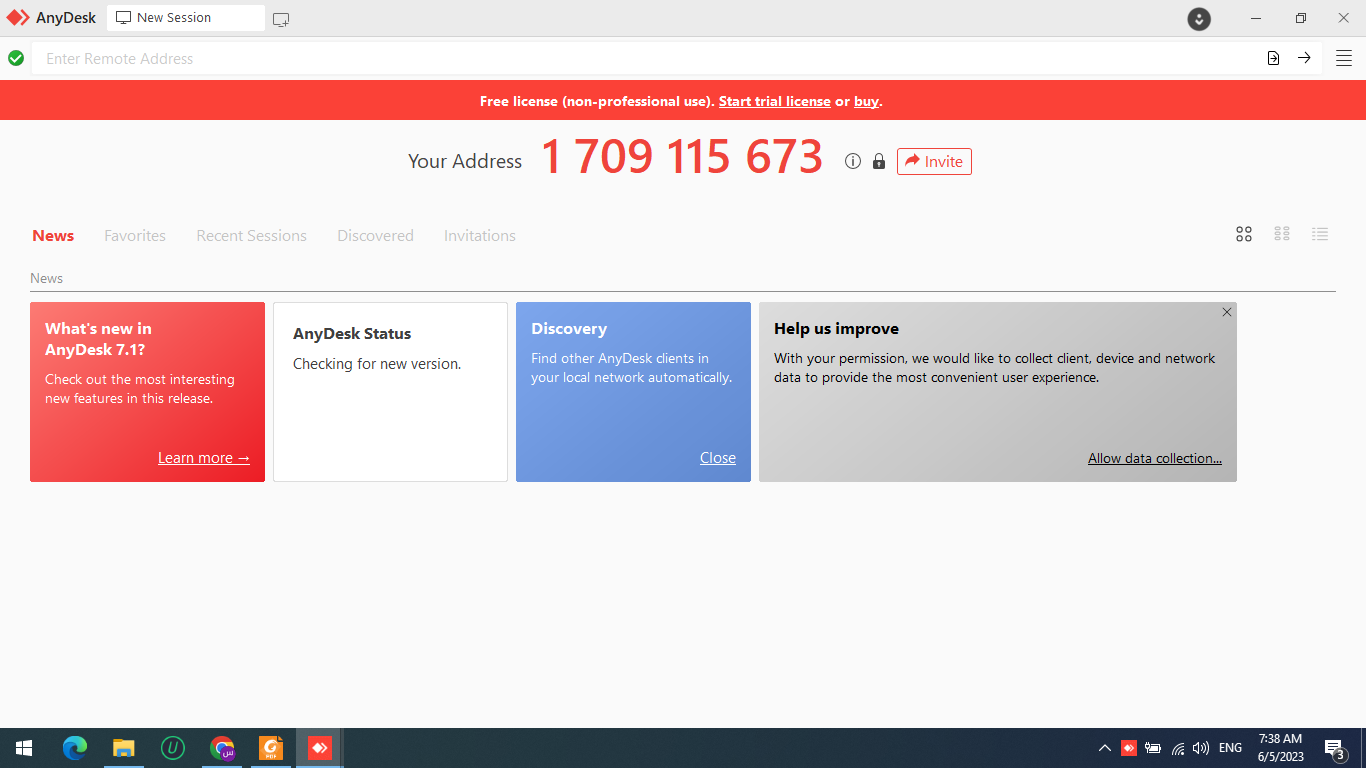 AnyDesk
New Session
Enter Remote Address
Free license (non-professional use). Start trial license or buy.
Your Address 1 709 115 673 Invite
News Favorites Recent Sessions Discovered Invitations
News
What's new in
AnyDesk 7.1?
Check out the most interesting
new features in this release.
Learn more →
AnyDesk Status
Checking for new version.
Discovery
Find other AnyDesk clients in
your local network automatically.
Close
Help us improve
With your permission, we would like to collect client, device and network
data to provide the most convenient user experience.
Allow data collection...
U
س
PDF
ENG
7:38 AM
6/5/2023
3